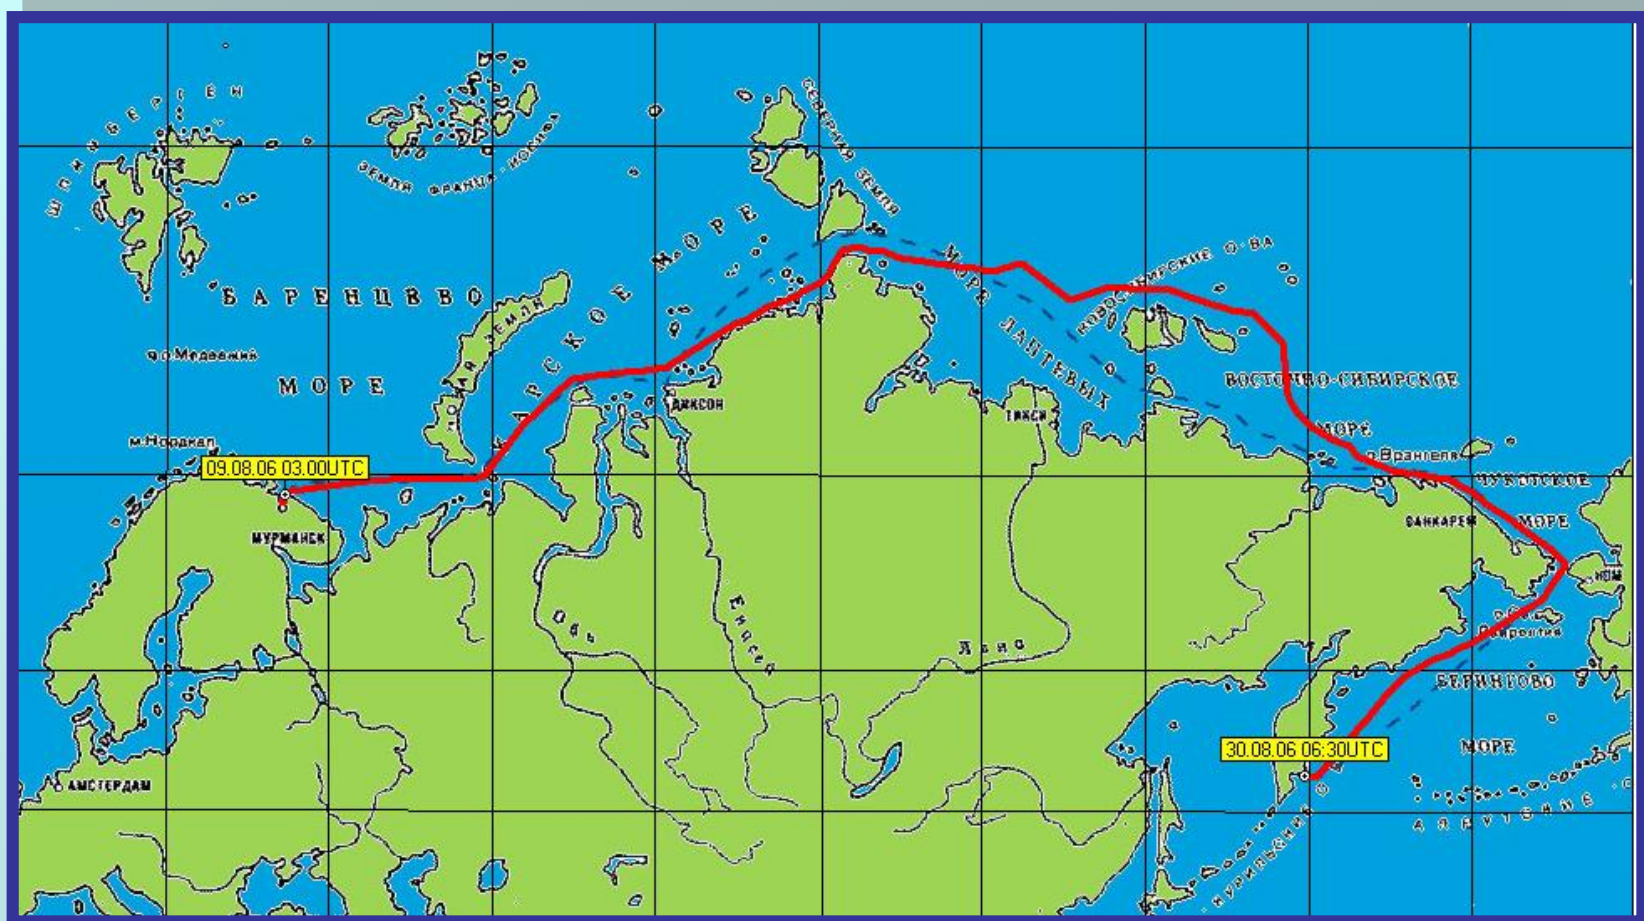 ШПИЦБЕРГЕН
ЗЕМЛЯ ФРАНЦА-ИОСИФА
СЕВЕРНАЯ ЗЕМЛЯ
БАРЕНЦЕВО
МОРЕ
КАРСКОЕ МОРЕ
НОВАЯ ЗЕМЛЯ
МОРЕ
ЛАПТЕВЫХ
НОВОСИБИРСКИЕ О-ВА
ВОСТОЧНО-СИБИРСКОЕ
МОРЕ
о.Медвежий
м.Нордкап
09.08.06 03.00UTC
МУРМАНСК
ДИКСОН
ТИКСИ
о.Врангеля
ЧУКОТСКОЕ
МОРЕ
ВАНКАРЕМ
НОМ
Обь
Енисей
Лена
БЕРИНГОВО
МОРЕ
30.08.06 06:30UTC
АМСТЕРДАМ
КУРИЛЬСКИЕ О
АЛЕУТСКИЕ О